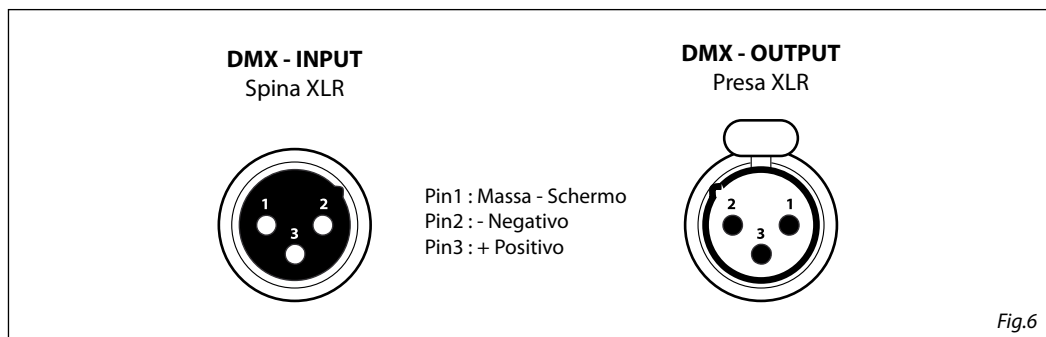 DMX - INPUT
Spina XLR
1
2
3
Pin1 : Massa - Schermo
Pin2 : - Negativo
Pin3 : + Positivo
DMX - OUTPUT
Presa XLR
2
1
3
Fig.6